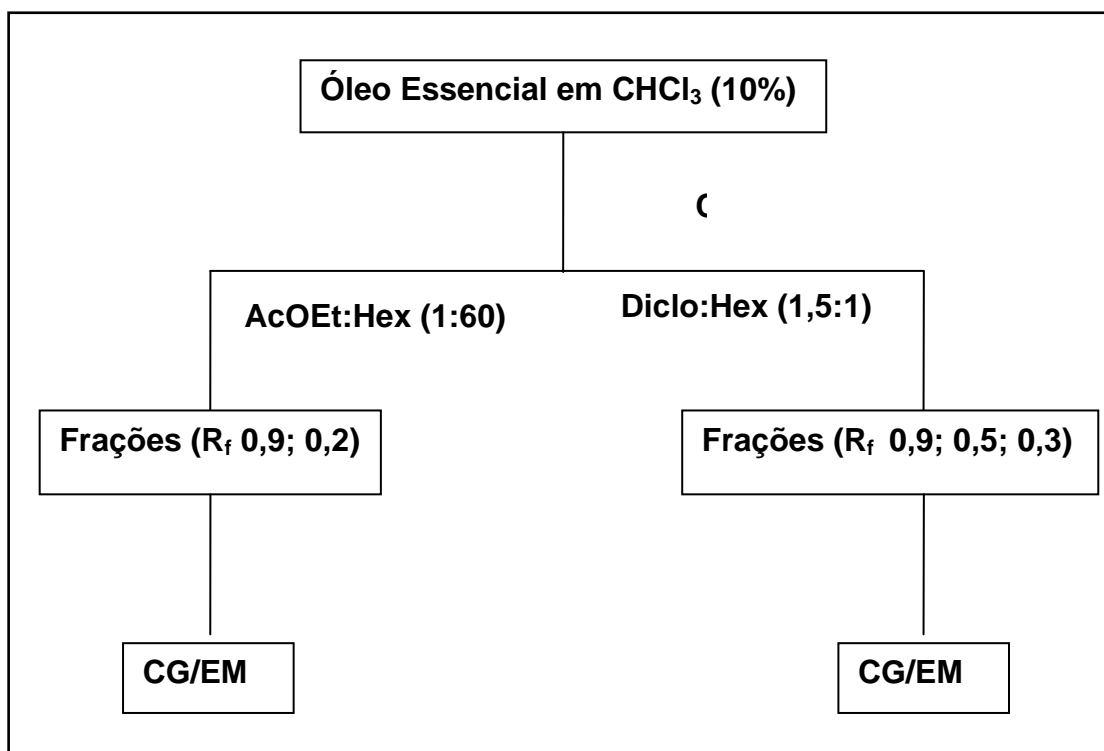 Óleo Essencial em CHCl₃ (10%)
AcOEt:Hex (1:60)
Diclo:Hex (1,5:1)
Frações (Rf 0,9; 0,2)
Frações (Rf 0,9; 0,5; 0,3)
CG/EM
CG/EM